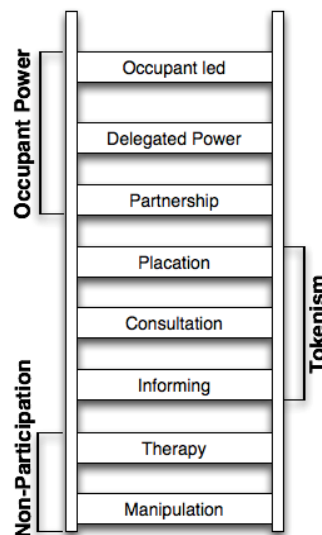 Occupant Power
Occupant led
Delegated Power
Partnership
Placation
Consultation
Informing
Tokenism
Non-Participation
Therapy
Manipulation